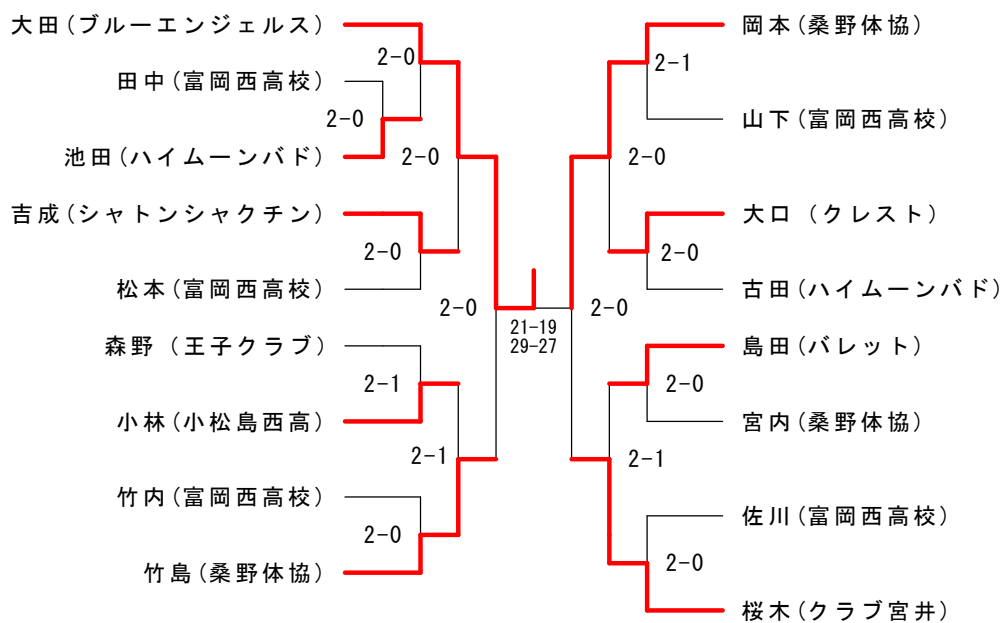 大田(ブルーエンジェルス)
2-0
田中(富岡西高校)
2-0
池田(ハイムーンバド)
2-0
吉成(シャトンシャクチン)
2-0
松本(富岡西高校)
2-0
森野 (王子クラブ)
2-1
小林(小松島西高)
2-1
竹内(富岡西高校)
2-0
竹島(桑野体協)
21-19
29-27
岡本(桑野体協)
2-1
山下(富岡西高校)
2-0
大口 (クレスト)
2-0
古田(ハイムーンバド)
2-0
島田(バレット)
2-0
宮内(桑野体協)
2-1
佐川(富岡西高校)
2-0
桜木(クラブ宮井)